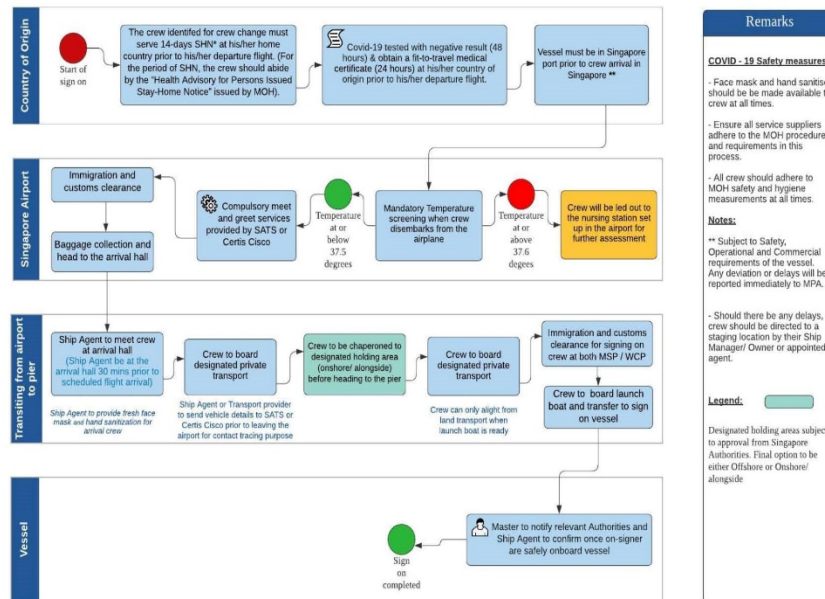 Country of Origin
Start of
sign on
The crew identifed for crew change must
serve 14-days SHN* at his/her home
country prior to his/her departure flight. (For
the period of SHN, the crew should abide
by the "Health Advisory for Persons Issued
Stay-Home Notice" issued by MOH).
Covid-19 tested with negative result (48
hours) & obtain a fit-to-travel medical
certificate (24 hours) at his/her country of
origin prior to his/her departure flight.
Vessel must be in Singapore
port prior to crew arrival in
Singapore **
Singapore Airport
Immigration and
customs clearance
Baggage collection and
head to the arrival hall
Compulsory meet
and greet services
provided by SATS or
Certis Cisco
Temperature
at or
below
37.5
degrees
Mandatory Temperature
screening when crew
disembarks from the
airplane
Temperature
at or
above
37.6
degees
Crew will be led out to
the nursing station set
up in the airport for
further assessment
Transiting from airport
to pier
Ship Agent to meet crew
at arrival hall
(Ship Agent be at the
arrival hall 30 mins prior to
scheduled flight arrival)
Ship Agent to provide fresh face
mask and hand sanitization for
arrival crew
Crew to board
designated private
transport
Ship Agent or Transport provider
to send vehicle details to SATS or
Certis Cisco prior to leaving the
airport for contact tracing purpose
Crew to be chaperoned to
designated holding area
(onshore/ alongside)
before heading to the pier
Crew to board
designated private
transport
Crew can only alight from
land transport when
launch boat is ready
Immigration and customs
clearance for signing on
crew at both MSP / WCP
Crew to board launch
boat and transfer to sign
on vessel
Vessel
Sign
on
completed
Master to notify relevant Authorities and
Ship Agent to confirm once on-signer
are safely onboard vessel
Remarks
COVID - 19 Safety measures
- Face mask and hand sanitise
should be be made available t
crew at all times.
- Ensure all service suppliers
adhere to the MOH procedure
and requirements in this
process.
- All crew should adhere to
MOH safety and hygiene
measurements at all times.
Notes:
** Subject to Safety,
Operational and Commercial
requirements of the vessel.
Any deviation or delays will be
reported immediately to MPA.
- Should there be any delays,
crew should be directed to a
staging location by their Ship
Manager/ Owner or appointed
agent.
Legend:
Designated holding areas subjec
to approval from Singapore
Authorities. Final option to be
either Offshore or Onshore/
alongside